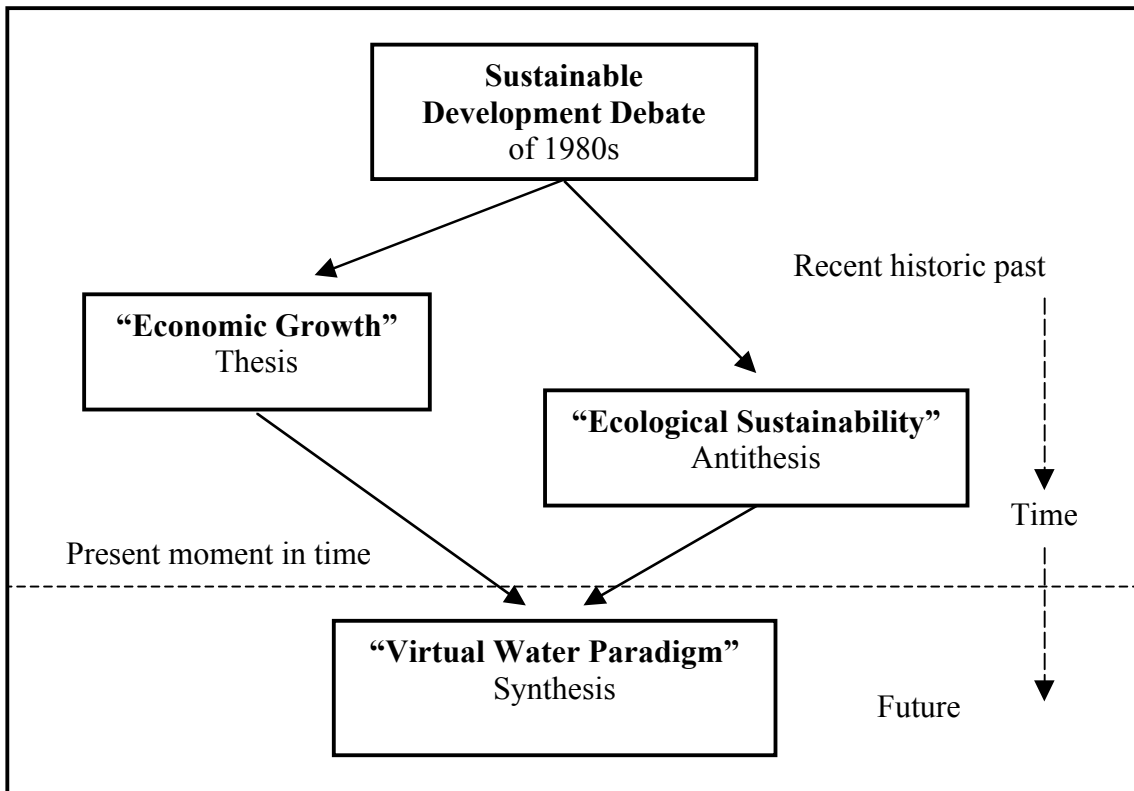 Sustainable
Development Debate
of 1980s
Recent historic past
“Economic Growth”
Thesis
“Ecological Sustainability”
Antithesis
Time
Present moment in time
“Virtual Water Paradigm”
Synthesis
Future